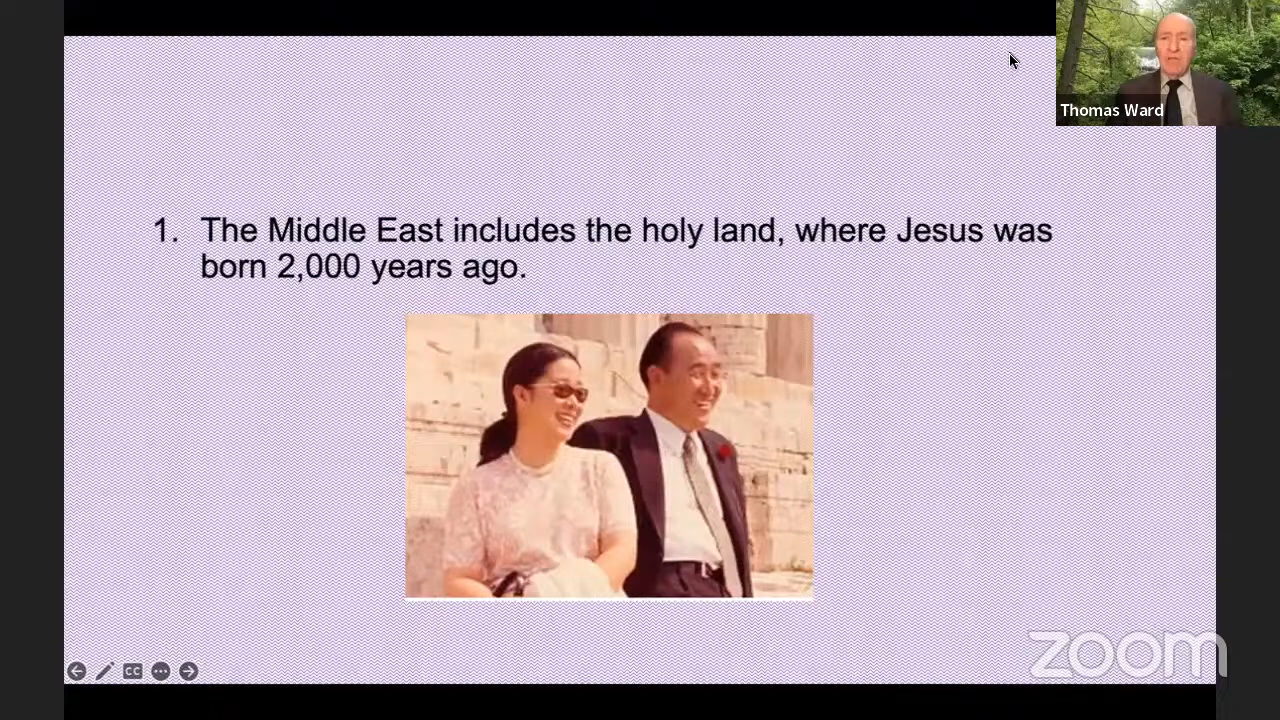 Thomas Ward
1. The Middle East includes the holy land, where Jesus was
born 2,000 years ago.
CC
zoom